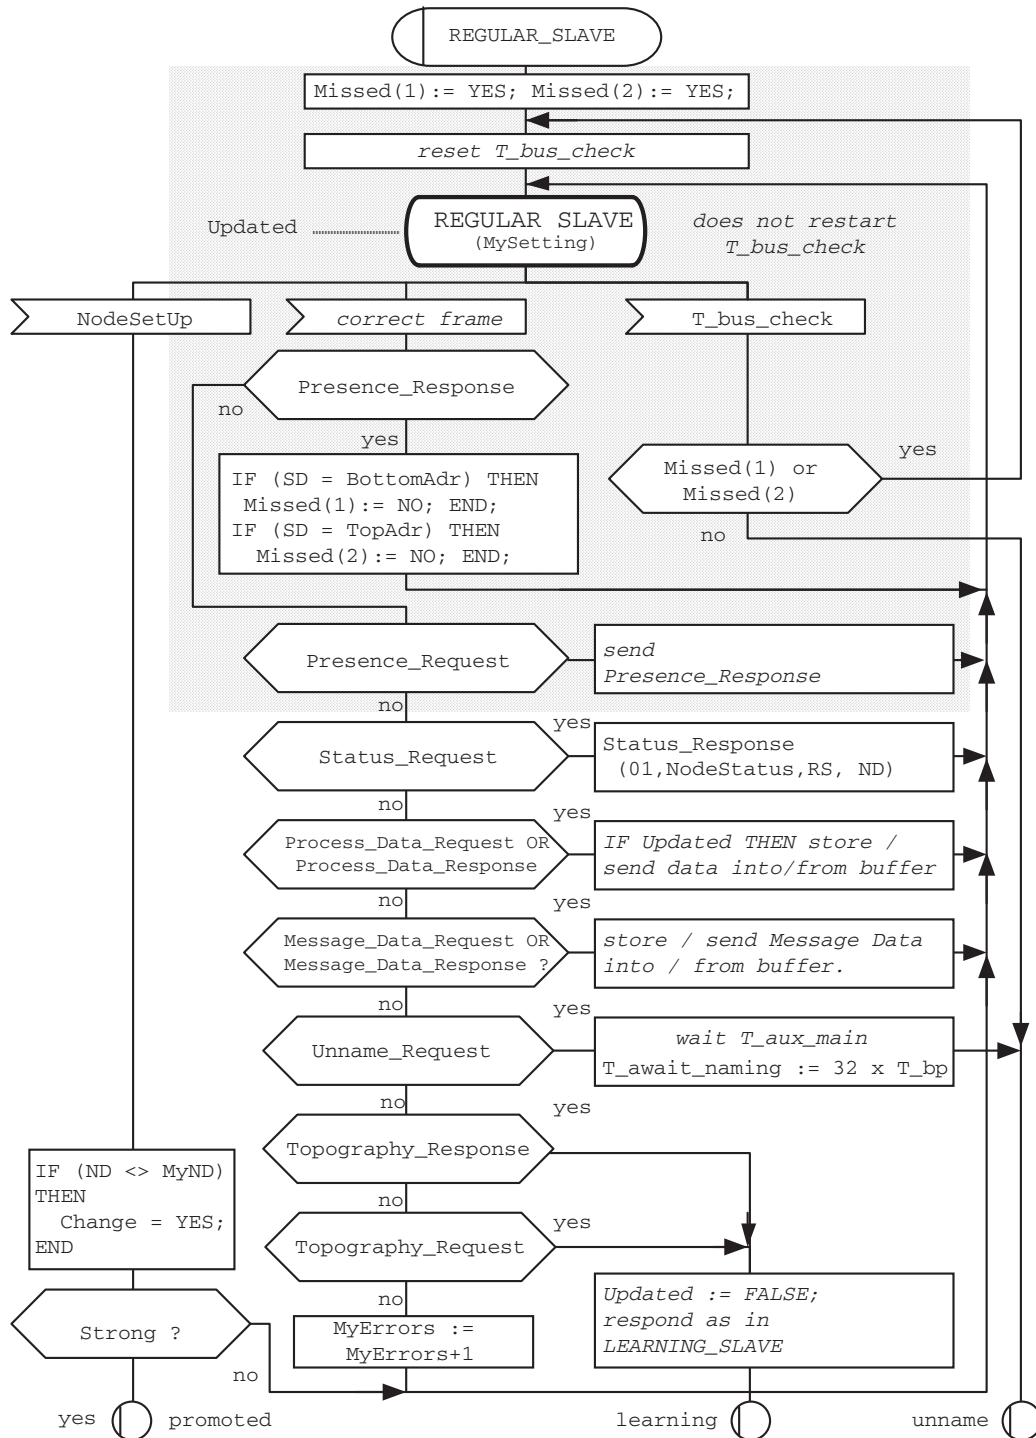 REGULAR_SLAVE
Missed(1):= YES; Missed(2):= YES;
reset T_bus_check
Updated
REGULAR SLAVE
(MySetting)
does not restart
T_bus_check
NodeSetUp
correct frame
T_bus_check
Presence_Response
no
yes
IF (SD = BottomAdr) THEN
Missed(1):= NO; END;
IF (SD = TopAdr) THEN
Missed(2):= NO; END;
Missed(1) or
Missed(2)
yes
no
Presence_Request
send
Presence_Response
no
yes
Status_Request
Status_Response
(01,NodeStatus,RS, ND)
no
yes
Process_Data_Request OR
Process_Data_Response
IF Updated THEN store /
send data into/from buffer
no
yes
Message_Data_Request OR
Message_Data_Response ?
store / send Message Data
into / from buffer.
no
yes
Unname_Request
wait T_aux_main
T_await_naming := 32 x T_bp
no
yes
Topography_Response
no
yes
Topography_Request
no
IF (ND <> MyND)
THEN
Change = YES;
END
Strong ?
no
MyErrors :=
MyErrors+1
Updated := FALSE;
respond as in
LEARNING_SLAVE
yes
promoted
learning
unname